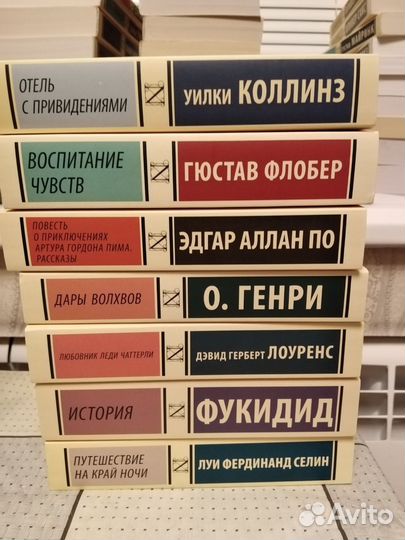 ОТЕЛЬ
С ПРИВИДЕНИЯМИ
УИЛКИ КОЛЛИНЗ
ВОСПИТАНИЕ
ЧУВСТВ
ГЮСТАВ ФЛОБЕР
ПОВЕСТЬ
О ПРИКЛЮЧЕНИЯХ
АРТУРА ГОРДОНА ПИМА.
РАССКАЗЫ
ЭДГАР АЛЛАН ПО
ДАРЫ ВОЛХВОВ
О. ГЕНРИ
ЛЮБОВНИК ЛЕДИ ЧАТТЕРЛИ
ДЭВИД ГЕРБЕРТ ЛОУРЕНС
ИСТОРИЯ
ФУКИДИД
ПУТЕШЕСТВИЕ
НА КРАЙ НОЧИ
ЛУИ ФЕРДИНАНД СЕЛИН
Avito